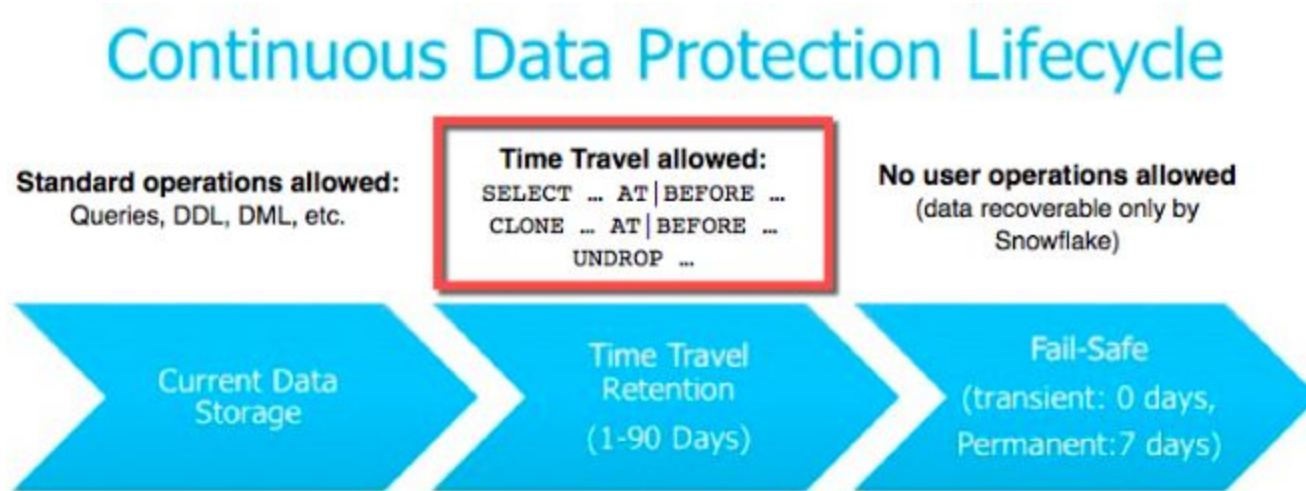 Continuous Data Protection Lifecycle
Standard operations allowed:
Queries, DDL, DML, etc.
Time Travel allowed:
SELECT … AT|BEFORE …
CLONE … AT|BEFORE …
UNDROP …
No user operations allowed
(data recoverable only by
Snowflake)
Current Data
Storage
Time Travel
Retention
(1-90 Days)
Fail-Safe
(transient: 0 days,
Permanent:7 days)